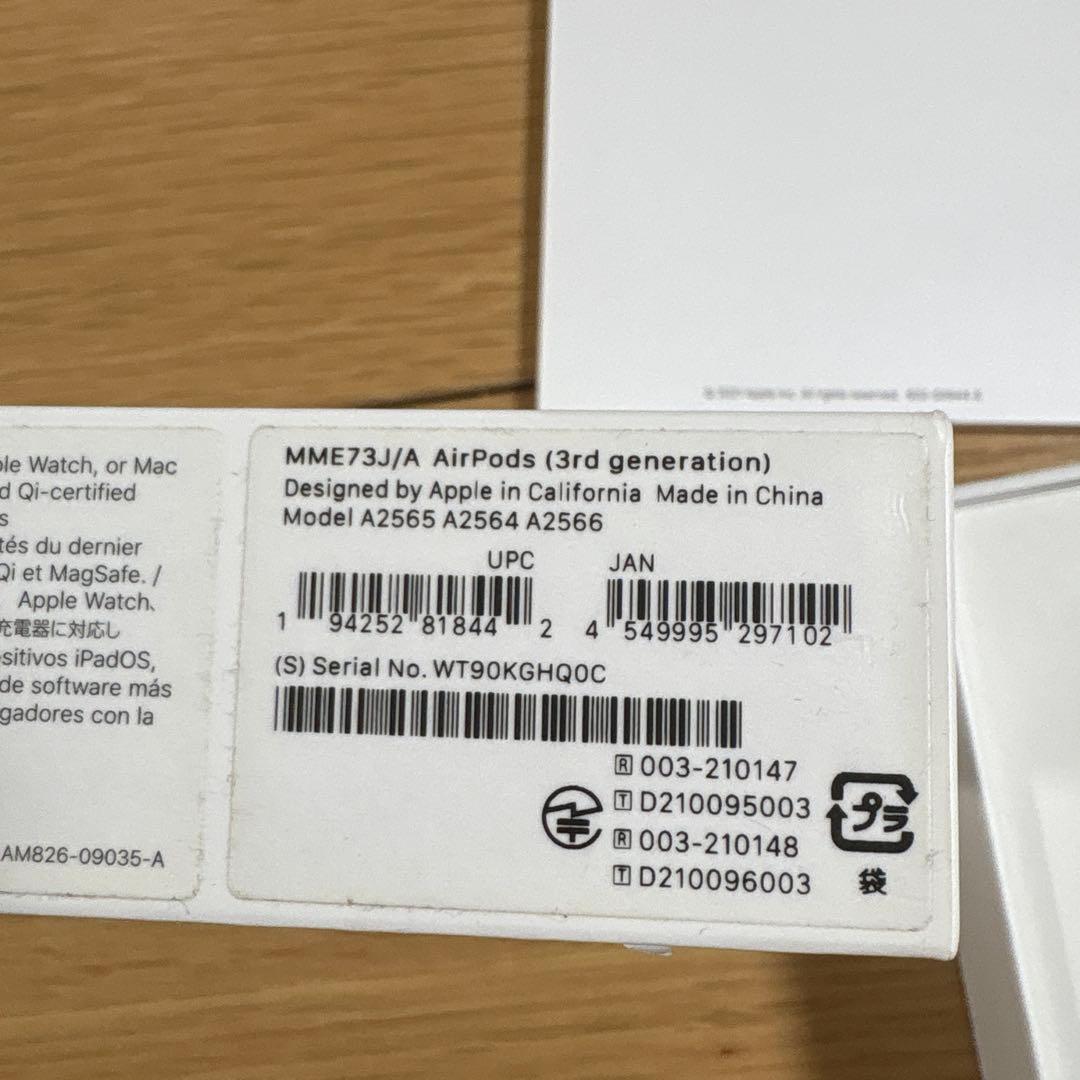 ple Watch, or Mac
d Qi-certified
s
tés du dernier
Qi et MagSafe. /
Apple Watch、
充電器に対応し
sitivos iPadOS,
de software más
gadores con la
AM826-09035-A
MME73J/A AirPods (3rd generation)
Designed by Apple in California Made in China
Model A2565 A2564 A2566
UPC JAN
1 94252 81844 2 4 549995 297102
(S) Serial No. WT90KGHQ0C
R 003-210147
T D210095003
R 003-210148
T D210096003
プラ
袋